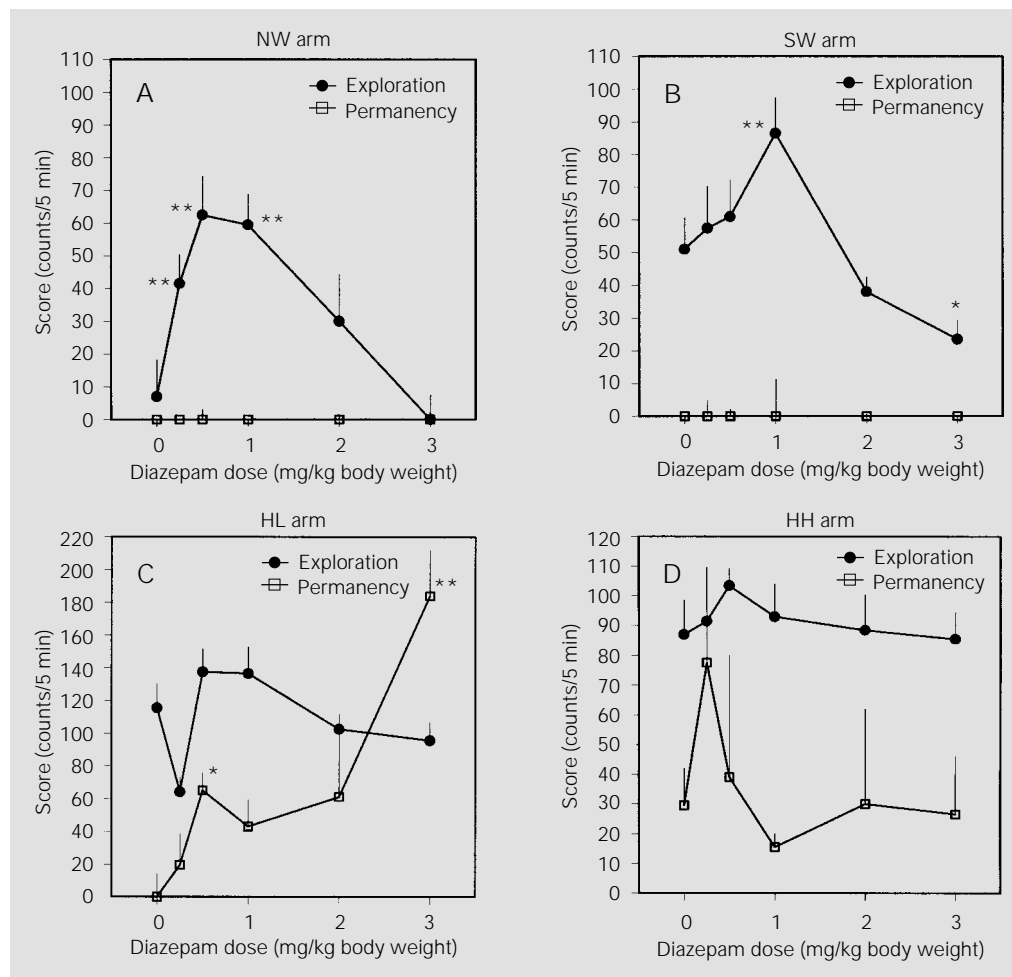 NW arm
A
Exploration
Permanency
110
100
90
80
70
60
50
40
30
20
10
0
**
**
**
Score (counts/5 min)
0 1 2 3
Diazepam dose (mg/kg body weight)
SW arm
B
Exploration
Permanency
110
100
90
80
70
60
50
40
30
20
10
0
**
*
Score (counts/5 min)
0 1 2 3
Diazepam dose (mg/kg body weight)
HL arm
C
Exploration
Permanency
220
200
180
160
140
120
100
80
60
40
20
0
*
**
Score (counts/5 min)
0 1 2 3
Diazepam dose (mg/kg body weight)
HH arm
D
Exploration
Permanency
120
110
100
90
80
70
60
50
40
30
20
10
0
Score (counts/5 min)
0 1 2 3
Diazepam dose (mg/kg body weight)